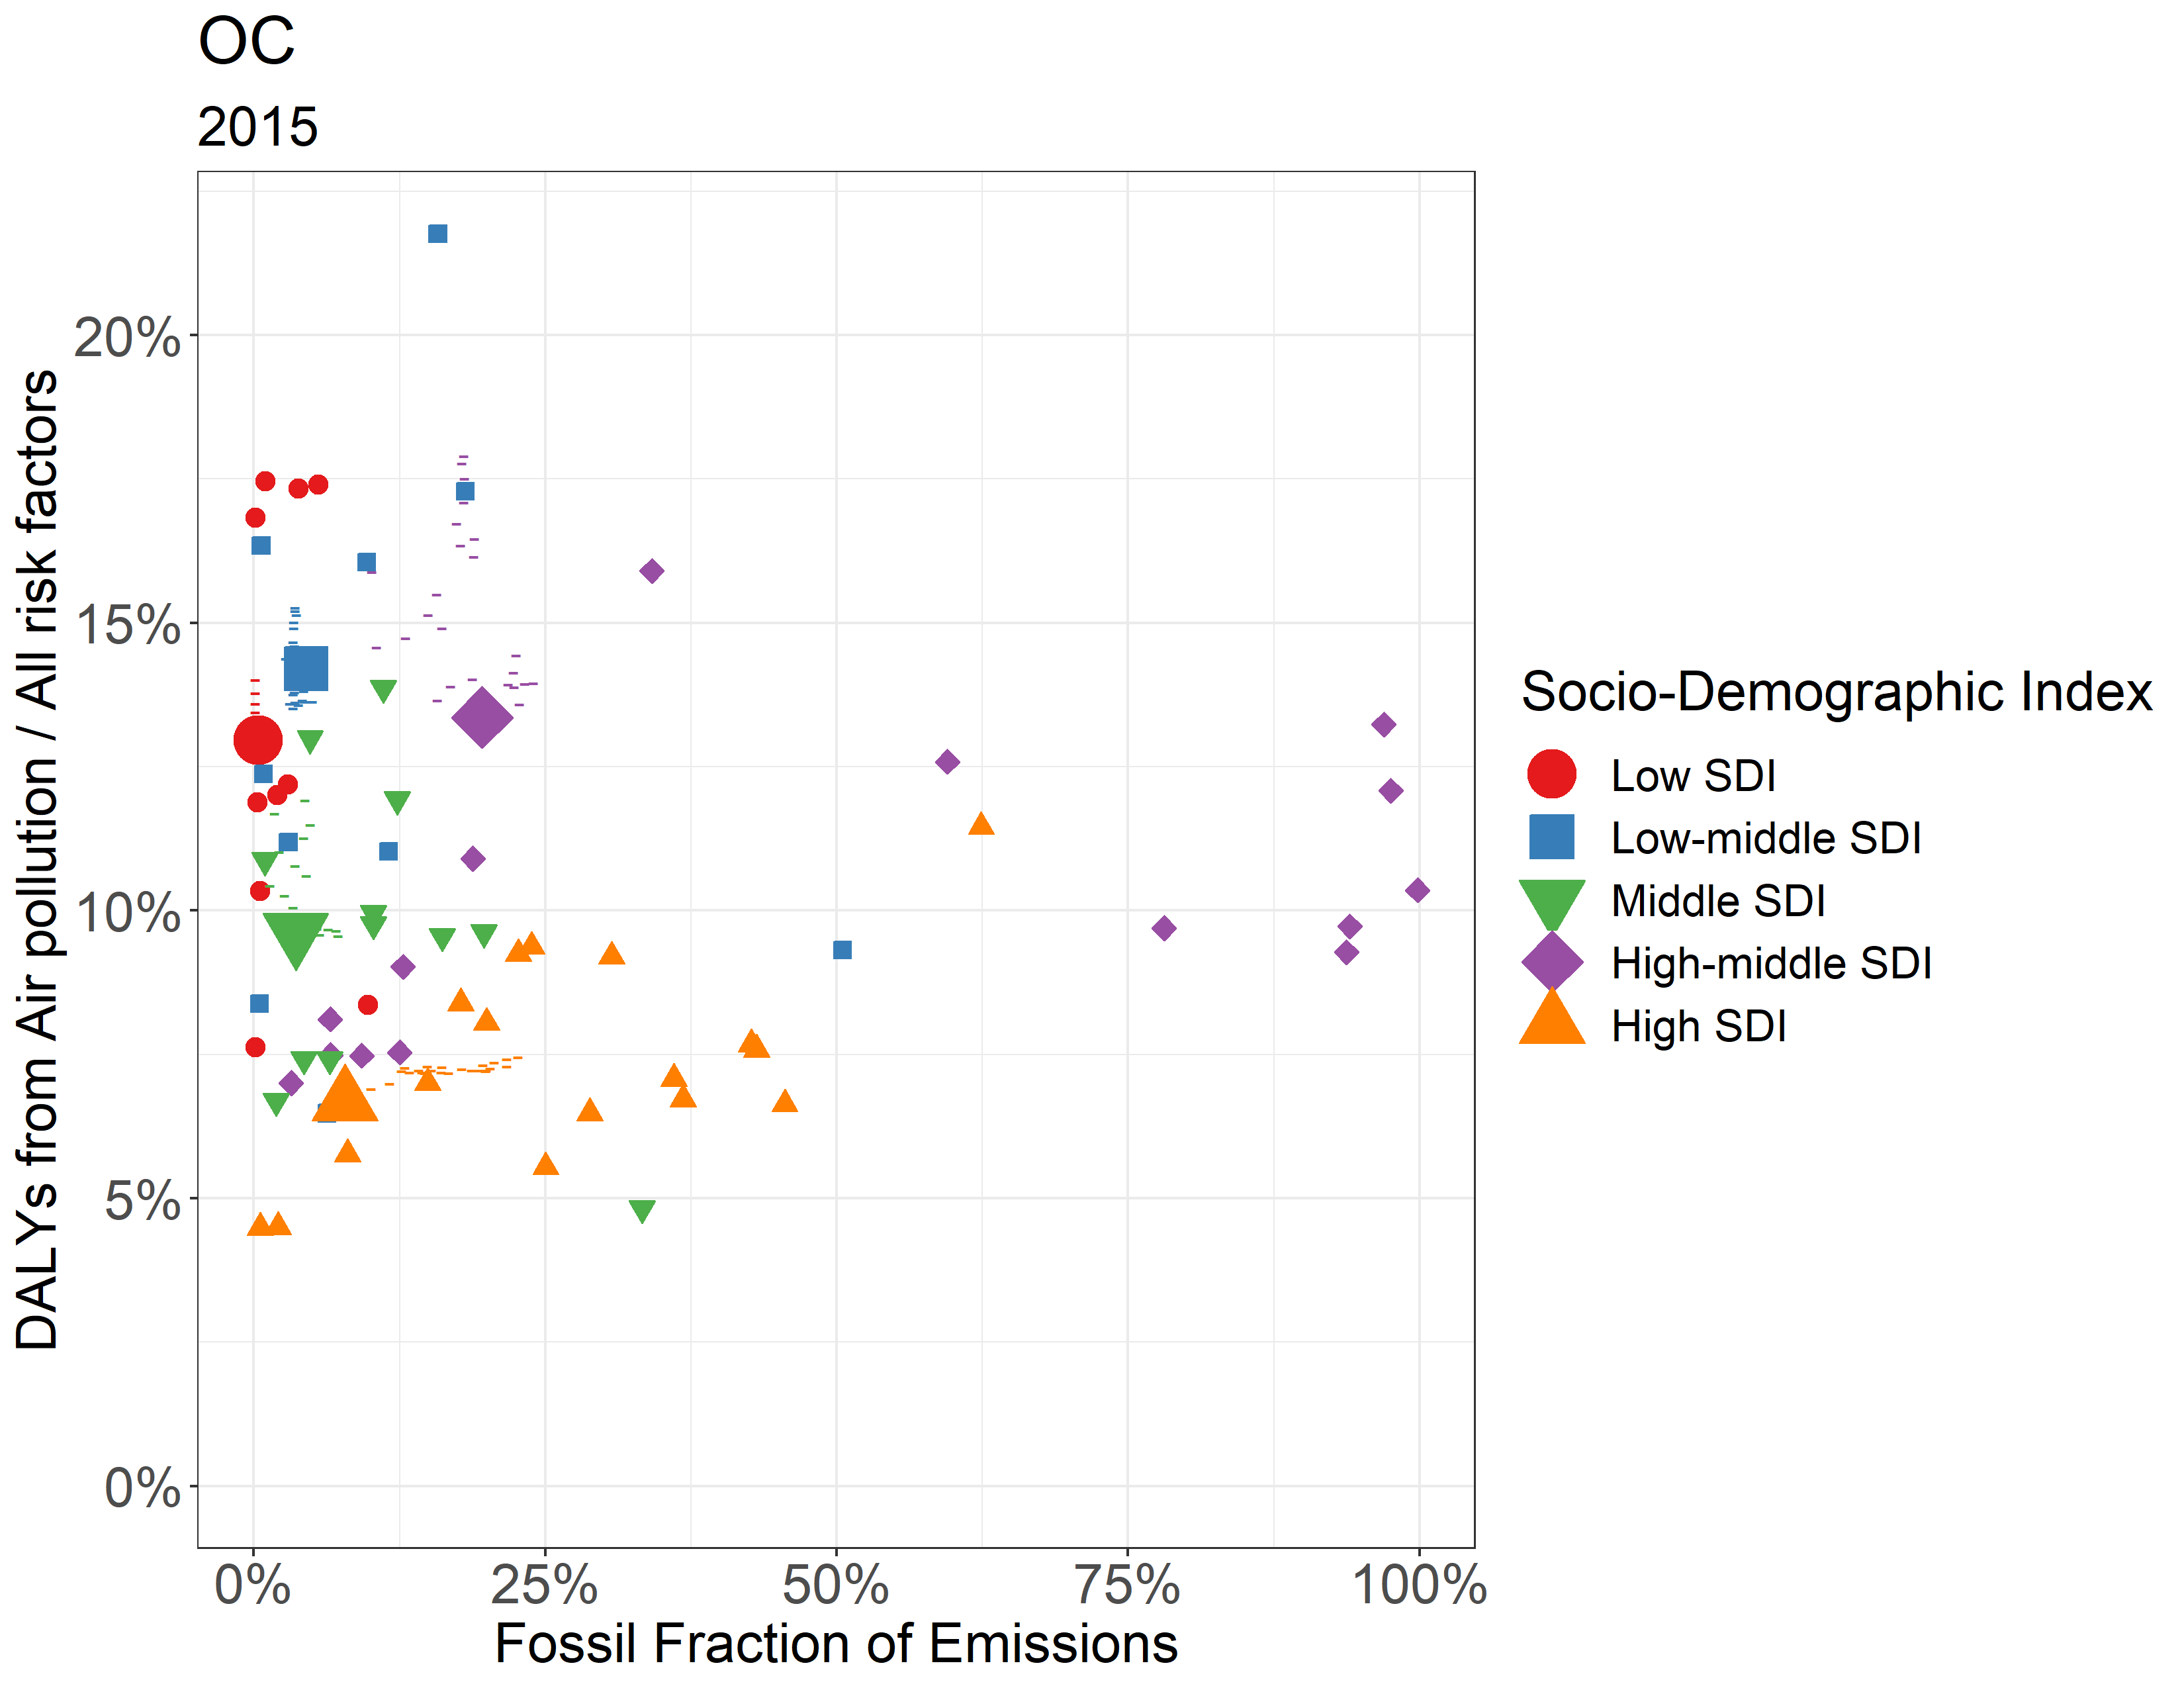 OC
2015
DALYs from Air pollution / All risk factors
20%
15%
10%
5%
0%
0%
25%
50%
75%
100%
Fossil Fraction of Emissions
Socio-Demographic Index
Low SDI
Low-middle SDI
Middle SDI
High-middle SDI
High SDI